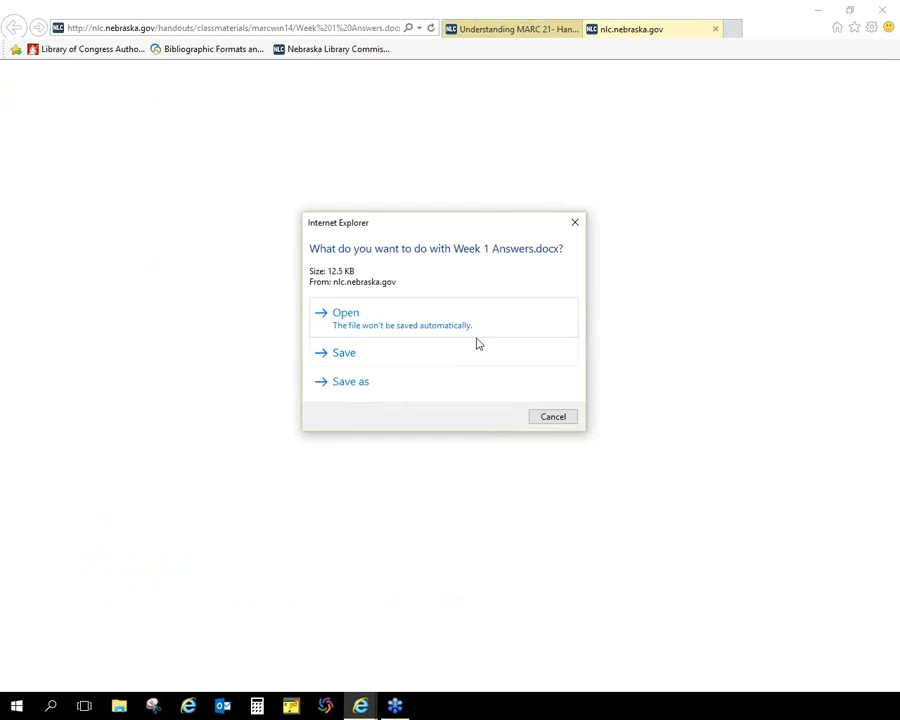 http://nlc.nebraska.gov/handouts/classmaterials/marcwin14/Week%201%20Answers.docx
NLC Understanding MARC 21- Han...
NLC nlc.nebraska.gov
Library of Congress Autho...
Bibliographic Formats an...
NLC Nebraska Library Commis...
Internet Explorer
What do you want to do with Week 1 Answers.docx?
Size: 12.5 KB
From: nlc.nebraska.gov
Open
The file won't be saved automatically.
Save
Save as
Cancel